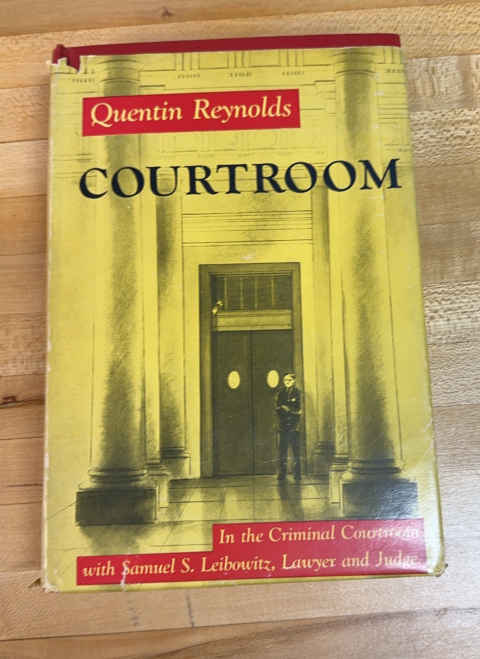 Quentin Reynolds
COURTROOM
In the Criminal Courtroom
with Samuel S. Leibowitz, Lawyer and Judge